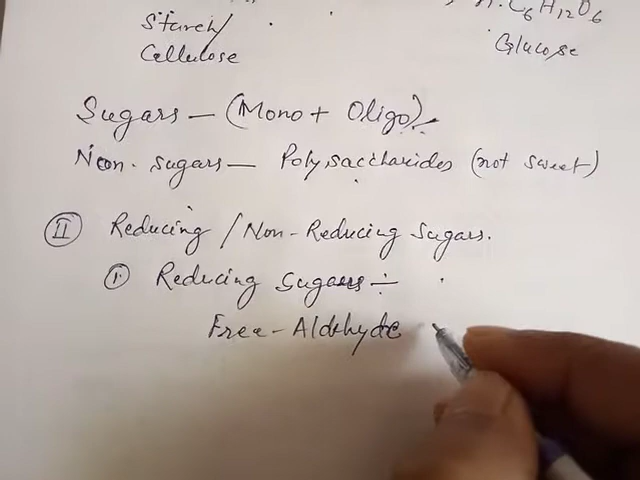 Starch/
n. C6H12O6
Cellulose
Glucose
Sugars — (Mono + Oligo)
Non. sugars — Polysaccharides (not sweet)
II Reducing / Non-Reducing Sugars.
① Reducing Sugars ÷
Free - Aldehyde